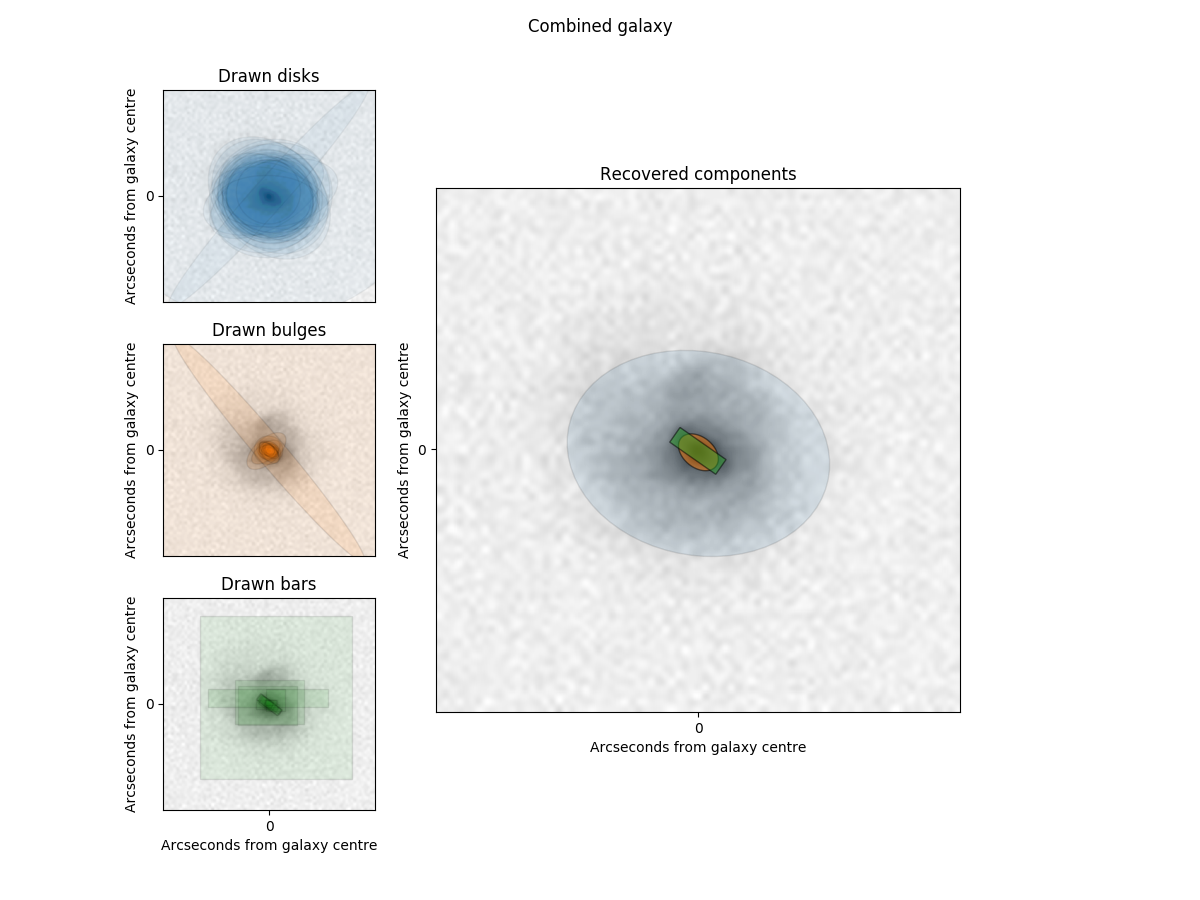 Combined galaxy
Drawn disks
Arcseconds from galaxy centre
0
Drawn bulges
Arcseconds from galaxy centre
0
Drawn bars
Arcseconds from galaxy centre
0
0
Arcseconds from galaxy centre
Recovered components
Arcseconds from galaxy centre
0
0
Arcseconds from galaxy centre